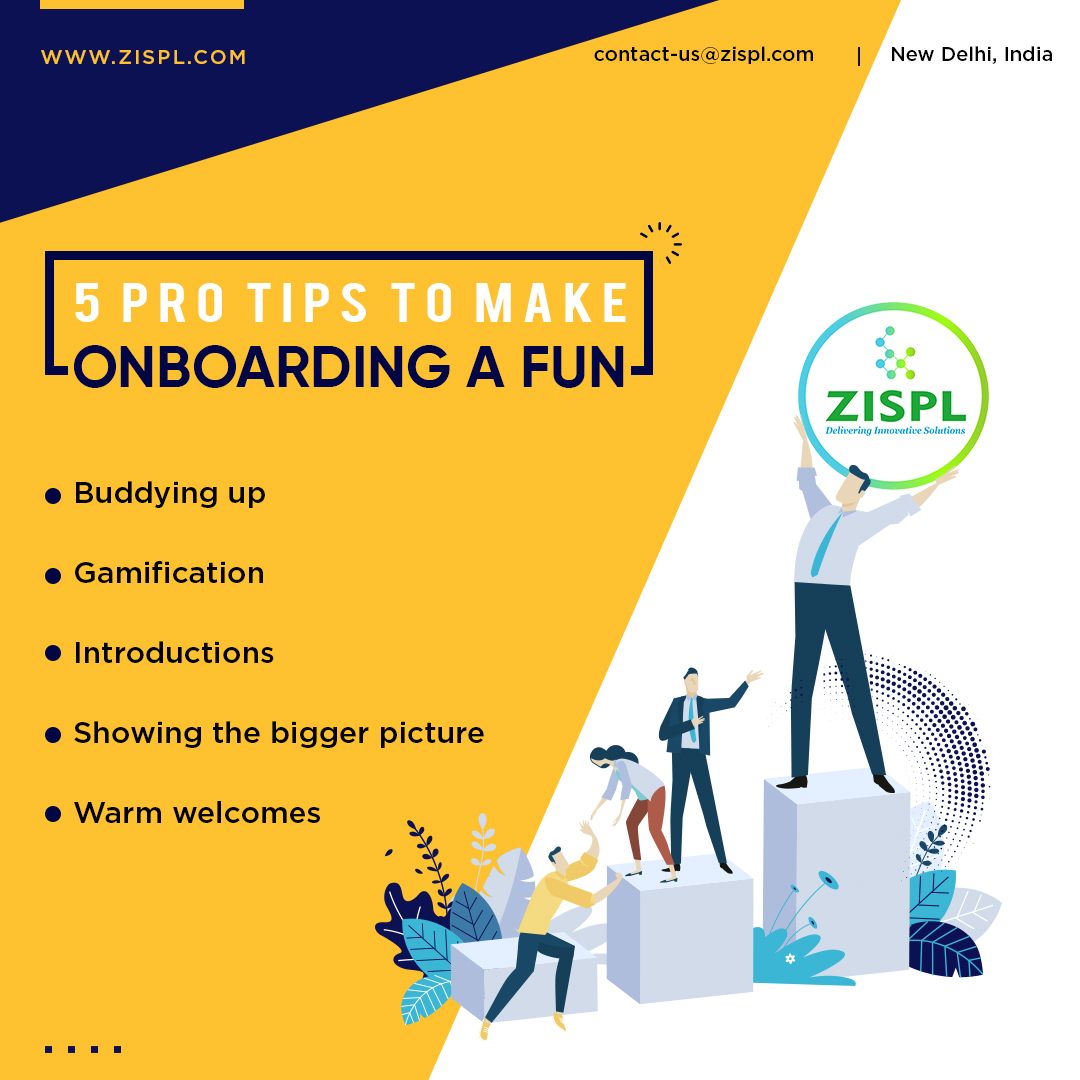 WWW.ZISPL.COM
contact-us@zispl.com | New Delhi, India
5 PRO TIPS TO MAKE
ONBOARDING A FUN
ZISPL
Delivering Innovative Solutions
Buddying up
Gamification
Introductions
Showing the bigger picture
Warm welcomes